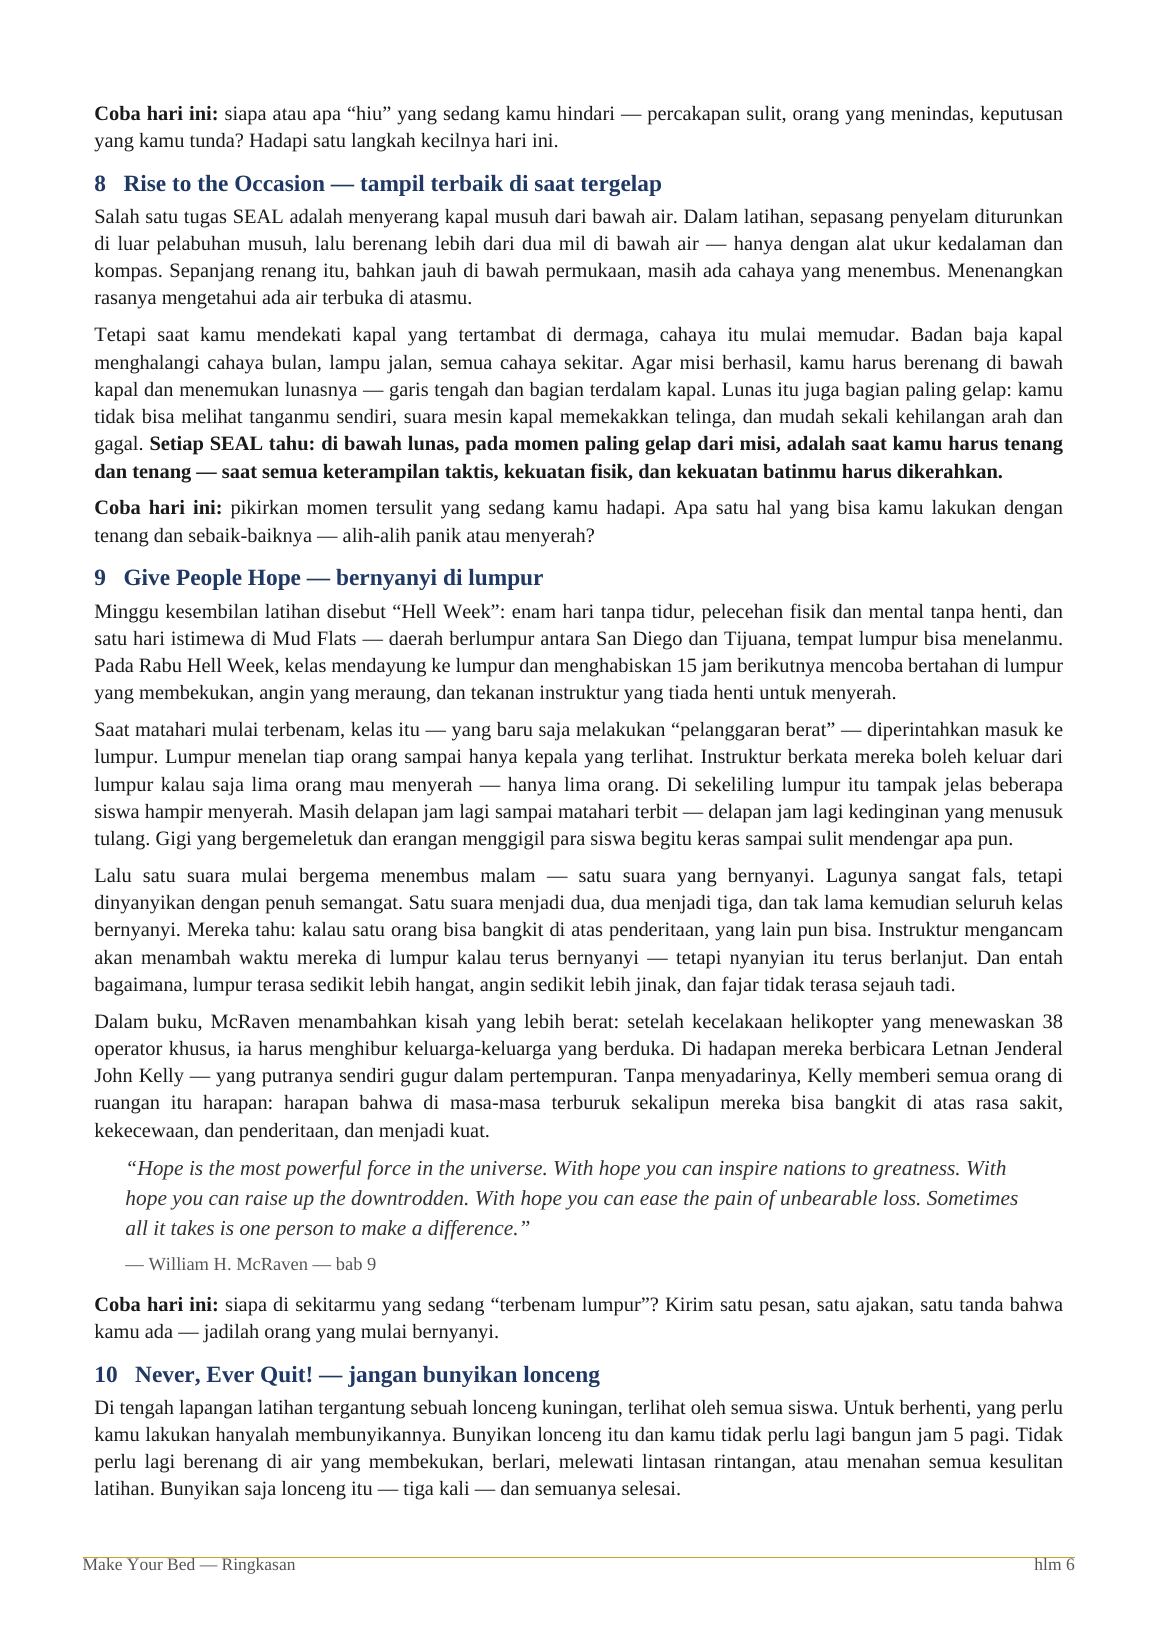 Coba hari ini: siapa atau apa “hiu” yang sedang kamu hindari — percakapan sulit, orang yang menindas, keputusan
yang kamu tunda? Hadapi satu langkah kecilnya hari ini.
8 Rise to the Occasion — tampil terbaik di saat tergelap
Salah satu tugas SEAL adalah menyerang kapal musuh dari bawah air. Dalam latihan, sepasang penyelam diturunkan
di luar pelabuhan musuh, lalu berenang lebih dari dua mil di bawah air — hanya dengan alat ukur kedalaman dan
kompas. Sepanjang renang itu, bahkan jauh di bawah permukaan, masih ada cahaya yang menembus. Menenangkan
rasanya mengetahui ada air terbuka di atasmu.
Tetapi saat kamu mendekati kapal yang tertambat di dermaga, cahaya itu mulai memudar. Badan baja kapal
menghalangi cahaya bulan, lampu jalan, semua cahaya sekitar. Agar misi berhasil, kamu harus berenang di bawah
kapal dan menemukan lunasnya — garis tengah dan bagian terdalam kapal. Lunas itu juga bagian paling gelap: kamu
tidak bisa melihat tanganmu sendiri, suara mesin kapal memekakkan telinga, dan mudah sekali kehilangan arah dan
gagal. Setiap SEAL tahu: di bawah lunas, pada momen paling gelap dari misi, adalah saat kamu harus tenang
dan tenang — saat semua keterampilan taktis, kekuatan fisik, dan kekuatan batinmu harus dikerahkan.
Coba hari ini: pikirkan momen tersulit yang sedang kamu hadapi. Apa satu hal yang bisa kamu lakukan dengan
tenang dan sebaik-baiknya — alih-alih panik atau menyerah?
9 Give People Hope — bernyanyi di lumpur
Minggu kesembilan latihan disebut “Hell Week”: enam hari tanpa tidur, pelecehan fisik dan mental tanpa henti, dan
satu hari istimewa di Mud Flats — daerah berlumpur antara San Diego dan Tijuana, tempat lumpur bisa menelanmu.
Pada Rabu Hell Week, kelas mendayung ke lumpur dan menghabiskan 15 jam berikutnya mencoba bertahan di lumpur
yang membekukan, angin yang meraung, dan tekanan instruktur yang tiada henti untuk menyerah.
Saat matahari mulai terbenam, kelas itu — yang baru saja melakukan “pelanggaran berat” — diperintahkan masuk ke
lumpur. Lumpur menelan tiap orang sampai hanya kepala yang terlihat. Instruktur berkata mereka boleh keluar dari
lumpur kalau saja lima orang mau menyerah — hanya lima orang. Di sekeliling lumpur itu tampak jelas beberapa
siswa hampir menyerah. Masih delapan jam lagi sampai matahari terbit — delapan jam lagi kedinginan yang menusuk
tulang. Gigi yang bergemeletuk dan erangan menggigil para siswa begitu keras sampai sulit mendengar apa pun.
Lalu satu suara mulai bergema menembus malam — satu suara yang bernyanyi. Lagunya sangat fals, tetapi
dinyanyikan dengan penuh semangat. Satu suara menjadi dua, dua menjadi tiga, dan tak lama kemudian seluruh kelas
bernyanyi. Mereka tahu: kalau satu orang bisa bangkit di atas penderitaan, yang lain pun bisa. Instruktur mengancam
akan menambah waktu mereka di lumpur kalau terus bernyanyi — tetapi nyanyian itu terus berlanjut. Dan entah
bagaimana, lumpur terasa sedikit lebih hangat, angin sedikit lebih jinak, dan fajar tidak terasa sejauh tadi.
Dalam buku, McRaven menambahkan kisah yang lebih berat: setelah kecelakaan helikopter yang menewaskan 38
operator khusus, ia harus menghibur keluarga-keluarga yang berduka. Di hadapan mereka berbicara Letnan Jenderal
John Kelly — yang putranya sendiri gugur dalam pertempuran. Tanpa menyadarinya, Kelly memberi semua orang di
ruangan itu harapan: harapan bahwa di masa-masa terburuk sekalipun mereka bisa bangkit di atas rasa sakit,
kekecewaan, dan penderitaan, dan menjadi kuat.
“Hope is the most powerful force in the universe. With hope you can inspire nations to greatness. With
hope you can raise up the downtrodden. With hope you can ease the pain of unbearable loss. Sometimes
all it takes is one person to make a difference.”
— William H. McRaven — bab 9
Coba hari ini: siapa di sekitarmu yang sedang “terbenam lumpur”? Kirim satu pesan, satu ajakan, satu tanda bahwa
kamu ada — jadilah orang yang mulai bernyanyi.
10 Never, Ever Quit! — jangan bunyikan lonceng
Di tengah lapangan latihan tergantung sebuah lonceng kuningan, terlihat oleh semua siswa. Untuk berhenti, yang perlu
kamu lakukan hanyalah membunyikannya. Bunyikan lonceng itu dan kamu tidak perlu lagi bangun jam 5 pagi. Tidak
perlu lagi berenang di air yang membekukan, berlari, melewati lintasan rintangan, atau menahan semua kesulitan
latihan. Bunyikan saja lonceng itu — tiga kali — dan semuanya selesai.
Make Your Bed — Ringkasan
hlm 6